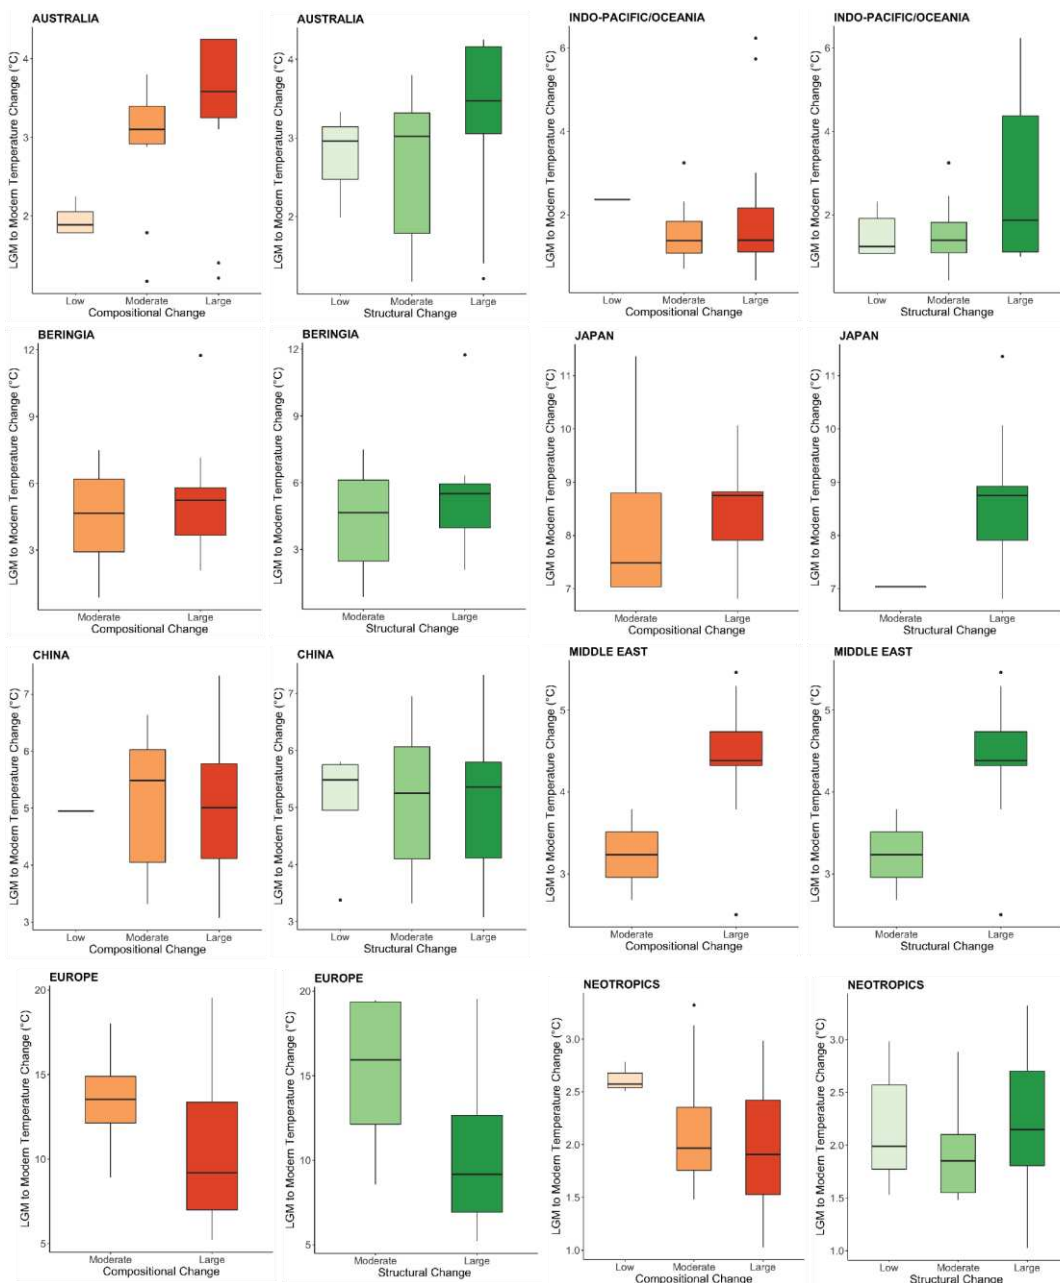 AUSTRALIA
LGM to Modern Temperature Change (°C)
4
3
2
Low Moderate Large
Compositional Change
AUSTRALIA
LGM to Modern Temperature Change (°C)
4
3
2
Low Moderate Large
Structural Change
INDO-PACIFIC/OCEANIA
LGM to Modern Temperature Change (°C)
6
4
2
Low Moderate Large
Compositional Change
INDO-PACIFIC/OCEANIA
LGM to Modern Temperature Change (°C)
6
4
2
Low Moderate Large
Structural Change
BERINGIA
LGM to Modern Temperature Change (°C)
12
9
6
3
Moderate Large
Compositional Change
BERINGIA
LGM to Modern Temperature Change (°C)
12
9
6
3
Moderate Large
Structural Change
JAPAN
LGM to Modern Temperature Change (°C)
11
10
9
8
7
Moderate Large
Compositional Change
JAPAN
LGM to Modern Temperature Change (°C)
11
10
9
8
7
Moderate Large
Structural Change
CHINA
LGM to Modern Temperature Change (°C)
7
6
5
4
3
Low Moderate Large
Compositional Change
CHINA
LGM to Modern Temperature Change (°C)
7
6
5
4
3
Low Moderate Large
Structural Change
MIDDLE EAST
LGM to Modern Temperature Change (°C)
5
4
3
Moderate Large
Compositional Change
MIDDLE EAST
LGM to Modern Temperature Change (°C)
5
4
3
Moderate Large
Structural Change
EUROPE
LGM to Modern Temperature Change (°C)
20
15
10
5
Moderate Large
Compositional Change
EUROPE
LGM to Modern Temperature Change (°C)
20
15
10
5
Moderate Large
Structural Change
NEOTROPICS
LGM to Modern Temperature Change (°C)
3.0
2.5
2.0
1.5
1.0
Low Moderate Large
Compositional Change
NEOTROPICS
LGM to Modern Temperature Change (°C)
3.0
2.5
2.0
1.5
1.0
Low Moderate Large
Structural Change